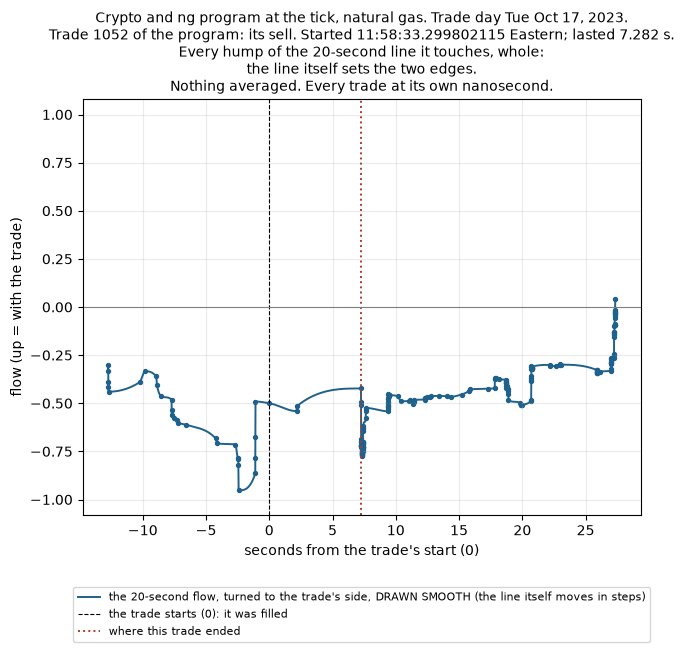 Crypto and ng program at the tick, natural gas. Trade day Tue Oct 17, 2023.
Trade 1052 of the program: its sell. Started 11:58:33.299802115 Eastern; lasted 7.282 s.
Every hump of the 20-second line it touches, whole:
the line itself sets the two edges.
Nothing averaged. Every trade at its own nanosecond.
flow (up = with the trade)
1.00
0.75
0.50
0.25
0.00
−0.25
−0.50
−0.75
−1.00
−10
−5
0
5
10
15
20
25
seconds from the trade's start (0)
the 20-second flow, turned to the trade's side, DRAWN SMOOTH (the line itself moves in steps)
the trade starts (0): it was filled
where this trade ended